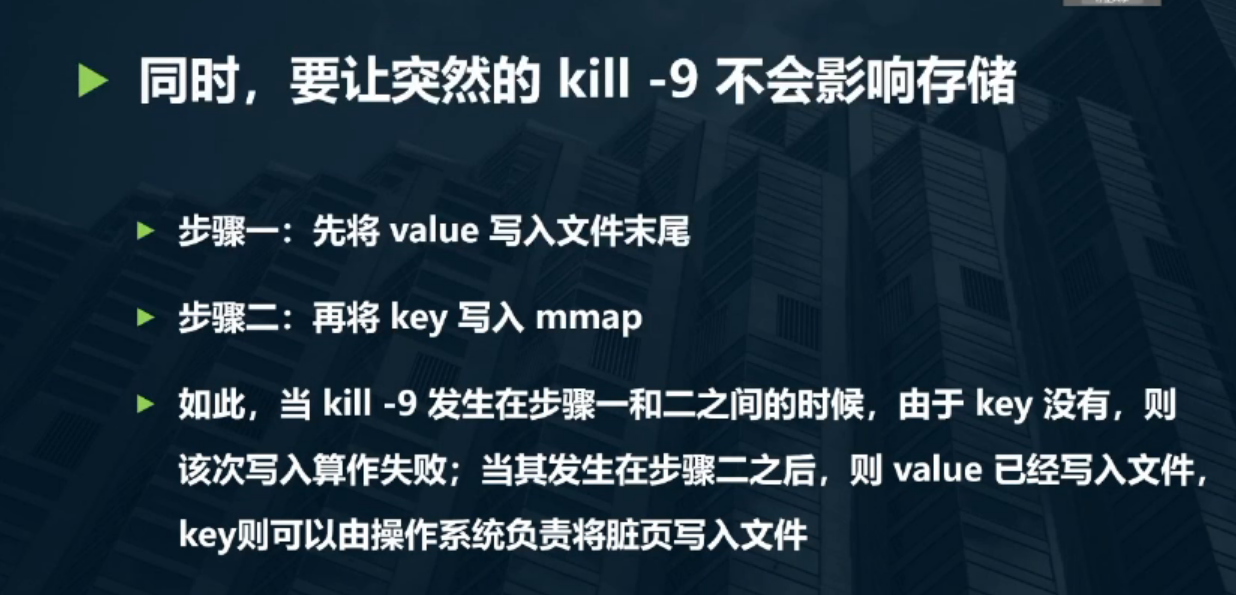 同时，要让突然的 kill -9 不会影响存储
步骤一：先将 value 写入文件末尾
步骤二：再将 key 写入 mmap
如此，当 kill -9 发生在步骤一和二之间的时候，由于 key 没有，则
该次写入算作失败；当其发生在步骤二之后，则 value 已经写入文件，
key则可以由操作系统负责将脏页写入文件